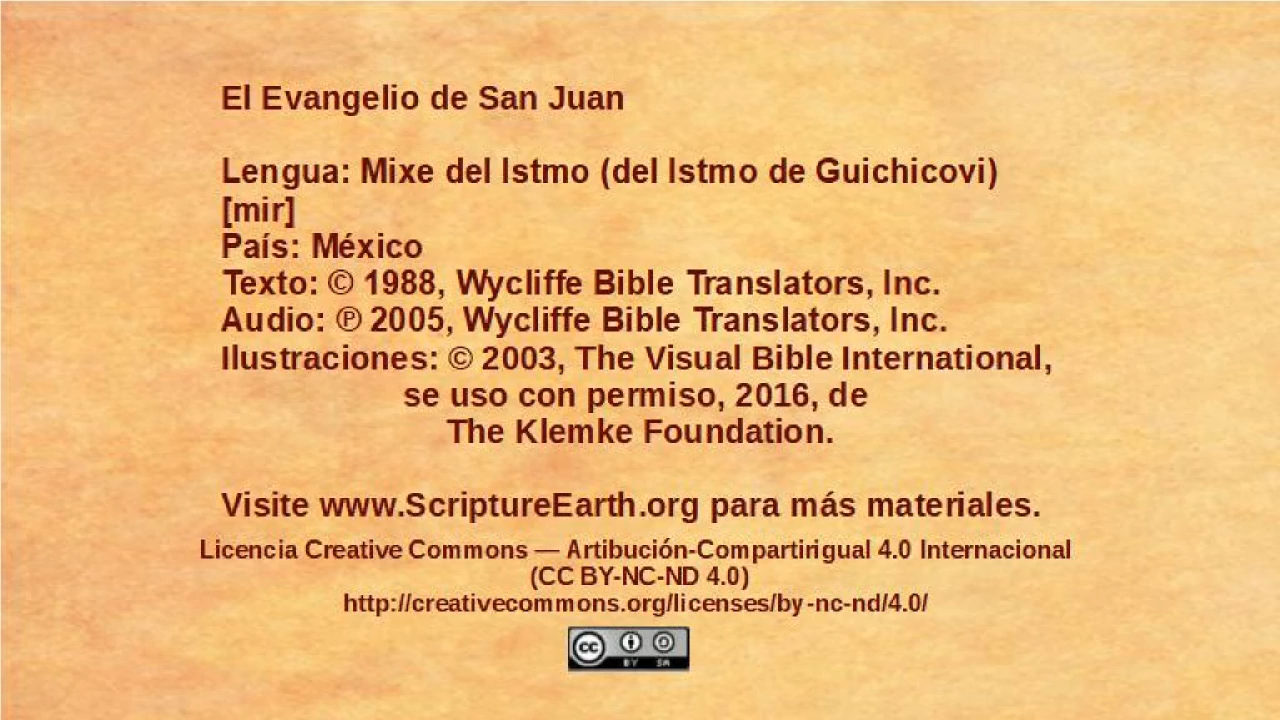 El Evangelio de San Juan
Lengua: Mixe del Istmo (del Istmo de Guichicovi)
[mir]
País: México
Texto: © 1988, Wycliffe Bible Translators, Inc.
Audio: ℗ 2005, Wycliffe Bible Translators, Inc.
Ilustraciones: © 2003, The Visual Bible International,
se uso con permiso, 2016, de
The Klemke Foundation.
Visite www.ScriptureEarth.org para más materiales.
Licencia Creative Commons — Artibución-Compartirigual 4.0 Internacional
(CC BY-NC-ND 4.0)
http://creativecommons.org/licenses/by-nc-nd/4.0/
cc BY SA